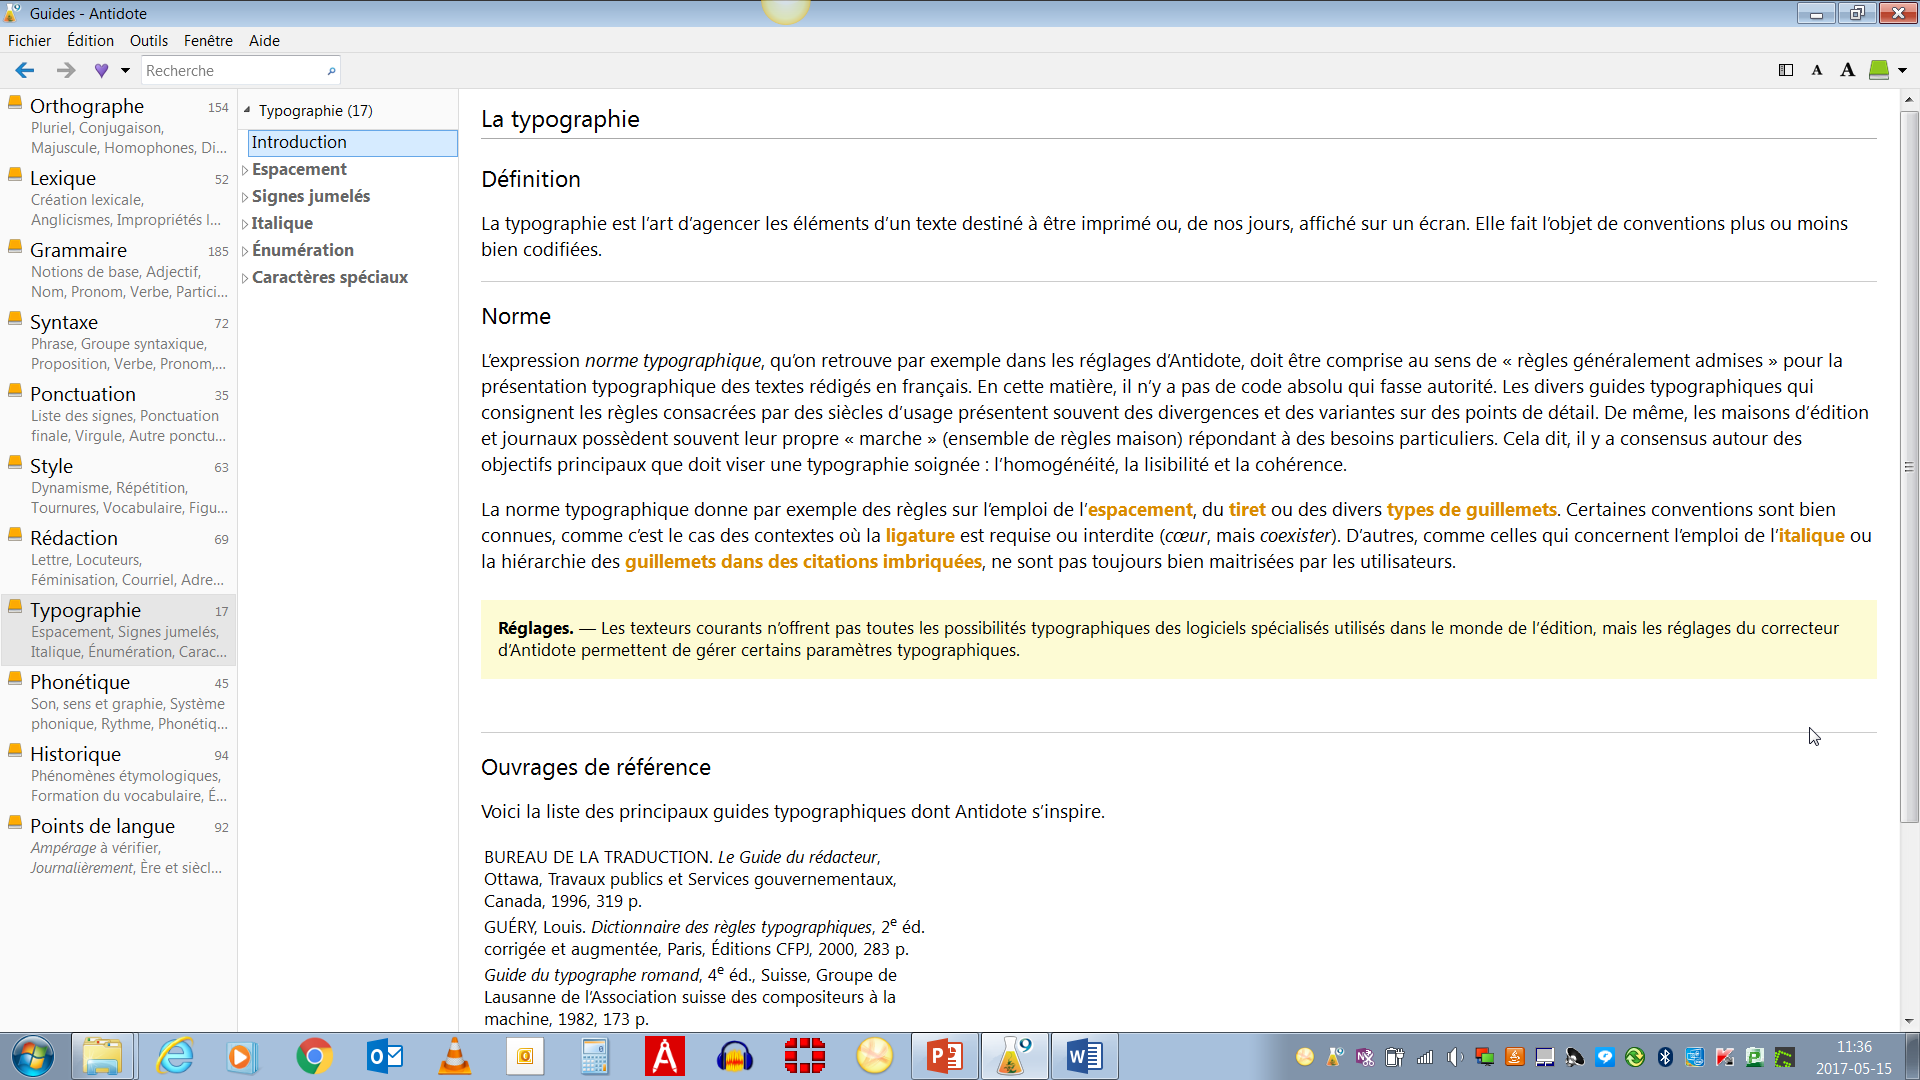 Guides - Antidote
Fichier Édition Outils Fenêtre Aide
Recherche
A A
Orthographe 154
Pluriel, Conjugaison,
Majuscule, Homophones, Di...
Lexique 52
Création lexicale,
Anglicismes, Impropriétés l...
Grammaire 185
Notions de base, Adjectif,
Nom, Pronom, Verbe, Partici...
Syntaxe 72
Phrase, Groupe syntaxique,
Proposition, Verbe, Pronom,...
Ponctuation 35
Liste des signes, Ponctuation
finale, Virgule, Autre ponctu...
Style 63
Dynamisme, Répétition,
Tournures, Vocabulaire, Figu...
Rédaction 69
Lettre, Locuteurs,
Féminisation, Courriel, Adre...
Typographie 17
Espacement, Signes jumelés,
Italique, Énumération, Carac...
Phonétique 45
Son, sens et graphie, Système
phonique, Rythme, Phonétiq...
Historique 94
Phénomènes étymologiques,
Formation du vocabulaire, É...
Points de langue 92
Ampérage à vérifier,
Journalièrement, Ère et siècl...
Typographie (17)
Introduction
Espacement
Signes jumelés
Italique
Énumération
Caractères spéciaux
La typographie
Définition
La typographie est l’art d’agencer les éléments d’un texte destiné à être imprimé ou, de nos jours, affiché sur un écran. Elle fait l’objet de conventions plus ou moins
bien codifiées.
Norme
L’expression norme typographique, qu’on retrouve par exemple dans les réglages d’Antidote, doit être comprise au sens de « règles généralement admises » pour la
présentation typographique des textes rédigés en français. En cette matière, il n’y a pas de code absolu qui fasse autorité. Les divers guides typographiques qui
consignent les règles consacrées par des siècles d’usage présentent souvent des divergences et des variantes sur des points de détail. De même, les maisons d’édition
et journaux possèdent souvent leur propre « marche » (ensemble de règles maison) répondant à des besoins particuliers. Cela dit, il y a consensus autour des
objectifs principaux que doit viser une typographie soignée : l’homogénéité, la lisibilité et la cohérence.
La norme typographique donne par exemple des règles sur l’emploi de l’espacement, du tiret ou des divers types de guillemets. Certaines conventions sont bien
connues, comme c’est le cas des contextes où la ligature est requise ou interdite (cœur, mais coexister). D’autres, comme celles qui concernent l’emploi de l’italique ou
la hiérarchie des guillemets dans des citations imbriquées, ne sont pas toujours bien maitrisées par les utilisateurs.
Réglages. — Les texteurs courants n’offrent pas toutes les possibilités typographiques des logiciels spécialisés utilisés dans le monde de l’édition, mais les réglages du correcteur
d’Antidote permettent de gérer certains paramètres typographiques.
Ouvrages de référence
Voici la liste des principaux guides typographiques dont Antidote s’inspire.
BUREAU DE LA TRADUCTION. Le Guide du rédacteur,
Ottawa, Travaux publics et Services gouvernementaux,
Canada, 1996, 319 p.
GUÉRY, Louis. Dictionnaire des règles typographiques, 2e éd.
corrigée et augmentée, Paris, Éditions CFPJ, 2000, 283 p.
Guide du typographe romand, 4e éd., Suisse, Groupe de
Lausanne de l’Association suisse des compositeurs à la
machine, 1982, 173 p.
11:36
2017-05-15